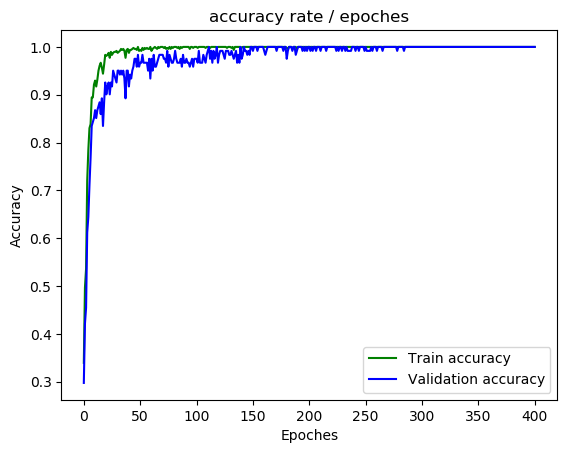 accuracy rate / epoches
1.0
0.9
0.8
0.7
0.6
0.5
0.4
0.3
Accuracy
Train accuracy
Validation accuracy
0 50 100 150 200 250 300 350 400
Epoches